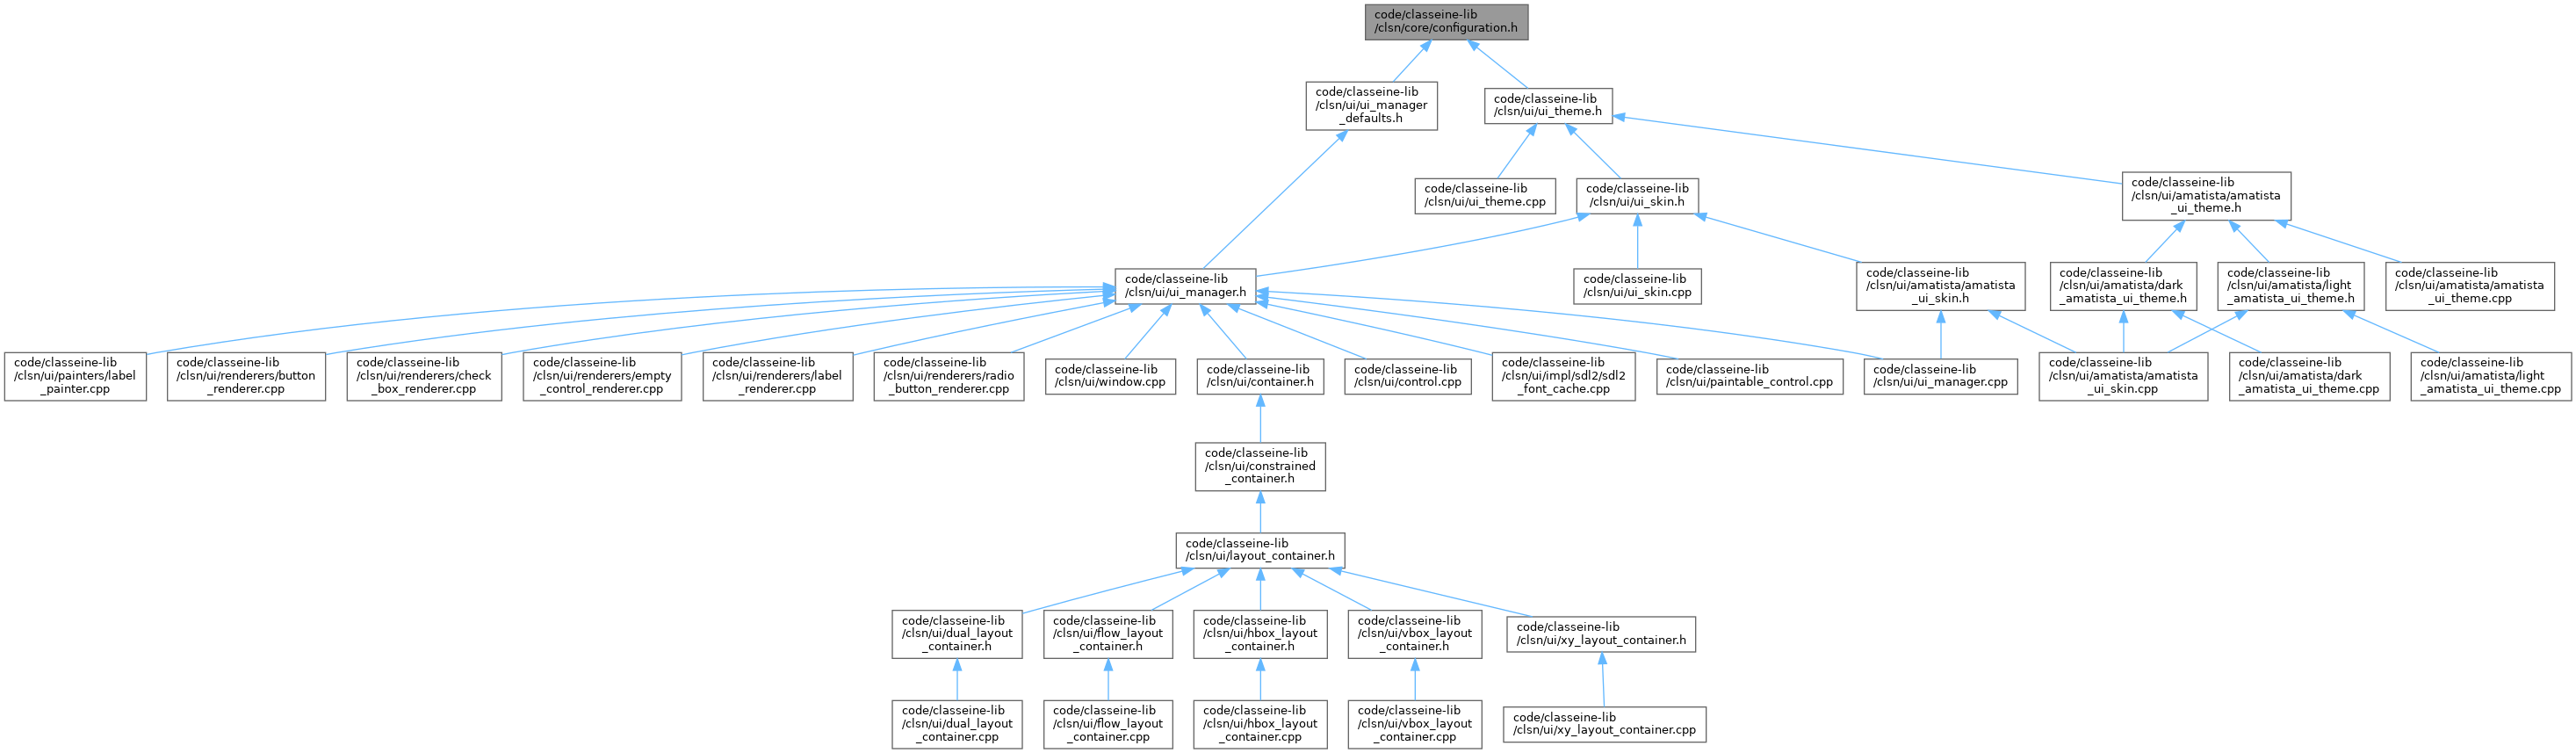 code/classeine-lib
/clsn/core/configuration.h
code/classeine-lib
/clsn/ui/ui_manager
_defaults.h
code/classeine-lib
/clsn/ui/ui_theme.h
code/classeine-lib
/clsn/ui/ui_theme.cpp
code/classeine-lib
/clsn/ui/ui_skin.h
code/classeine-lib
/clsn/ui/amatista/amatista
_ui_theme.h
code/classeine-lib
/clsn/ui/ui_manager.h
code/classeine-lib
/clsn/ui/ui_skin.cpp
code/classeine-lib
/clsn/ui/amatista/amatista
_ui_skin.h
code/classeine-lib
/clsn/ui/amatista/dark
_amatista_ui_theme.h
code/classeine-lib
/clsn/ui/amatista/light
_amatista_ui_theme.h
code/classeine-lib
/clsn/ui/amatista/amatista
_ui_theme.cpp
code/classeine-lib
/clsn/ui/painters/label
_painter.cpp
code/classeine-lib
/clsn/ui/renderers/button
_renderer.cpp
code/classeine-lib
/clsn/ui/renderers/check
_box_renderer.cpp
code/classeine-lib
/clsn/ui/renderers/empty
_control_renderer.cpp
code/classeine-lib
/clsn/ui/renderers/label
_renderer.cpp
code/classeine-lib
/clsn/ui/renderers/radio
_button_renderer.cpp
code/classeine-lib
/clsn/ui/window.cpp
code/classeine-lib
/clsn/ui/container.h
code/classeine-lib
/clsn/ui/control.cpp
code/classeine-lib
/clsn/ui/impl/sdl2/sdl2
_font_cache.cpp
code/classeine-lib
/clsn/ui/paintable_control.cpp
code/classeine-lib
/clsn/ui/ui_manager.cpp
code/classeine-lib
/clsn/ui/amatista/amatista
_ui_skin.cpp
code/classeine-lib
/clsn/ui/amatista/dark
_amatista_ui_theme.cpp
code/classeine-lib
/clsn/ui/amatista/light
_amatista_ui_theme.cpp
code/classeine-lib
/clsn/ui/constrained
_container.h
code/classeine-lib
/clsn/ui/layout_container.h
code/classeine-lib
/clsn/ui/dual_layout
_container.h
code/classeine-lib
/clsn/ui/flow_layout
_container.h
code/classeine-lib
/clsn/ui/hbox_layout
_container.h
code/classeine-lib
/clsn/ui/vbox_layout
_container.h
code/classeine-lib
/clsn/ui/xy_layout_container.h
code/classeine-lib
/clsn/ui/dual_layout
_container.cpp
code/classeine-lib
/clsn/ui/flow_layout
_container.cpp
code/classeine-lib
/clsn/ui/hbox_layout
_container.cpp
code/classeine-lib
/clsn/ui/vbox_layout
_container.cpp
code/classeine-lib
/clsn/ui/xy_layout_container.cpp